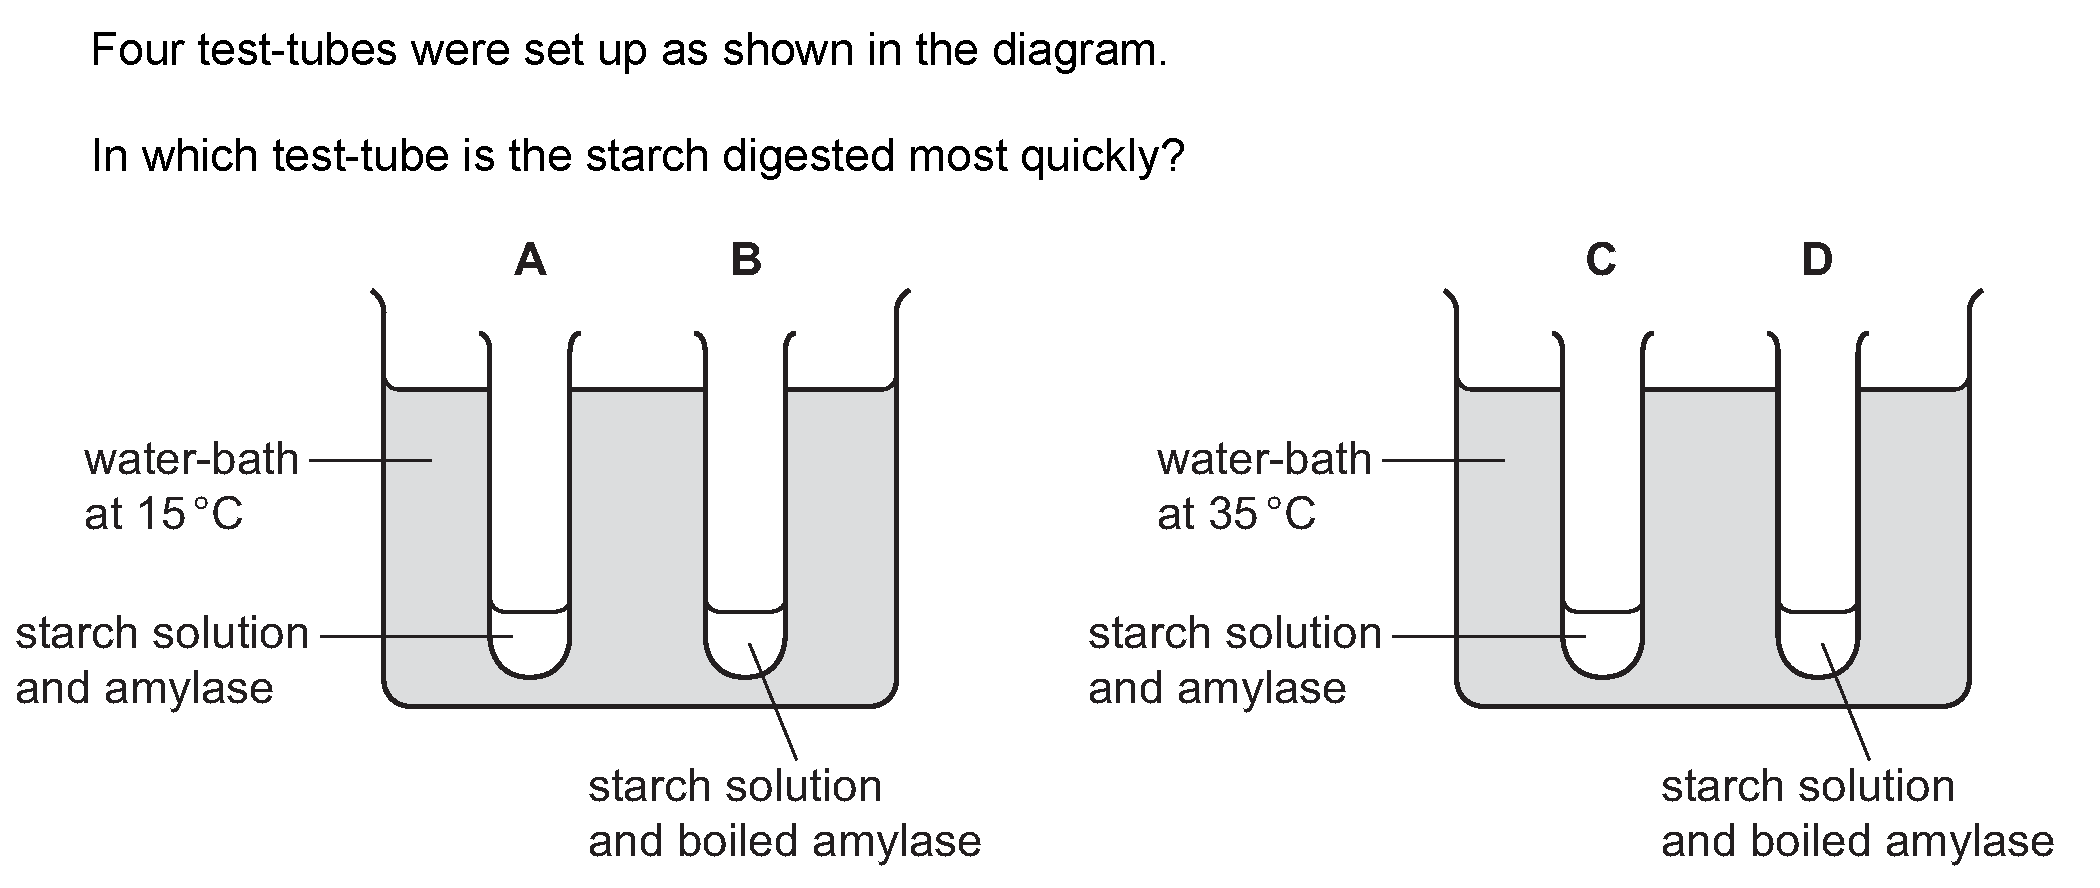 Four test-tubes were set up as shown in the diagram.
In which test-tube is the starch digested most quickly?
A
B
water-bath
at 15 °C
starch solution
and amylase
starch solution
and boiled amylase
C
D
water-bath
at 35 °C
starch solution
and amylase
starch solution
and boiled amylase